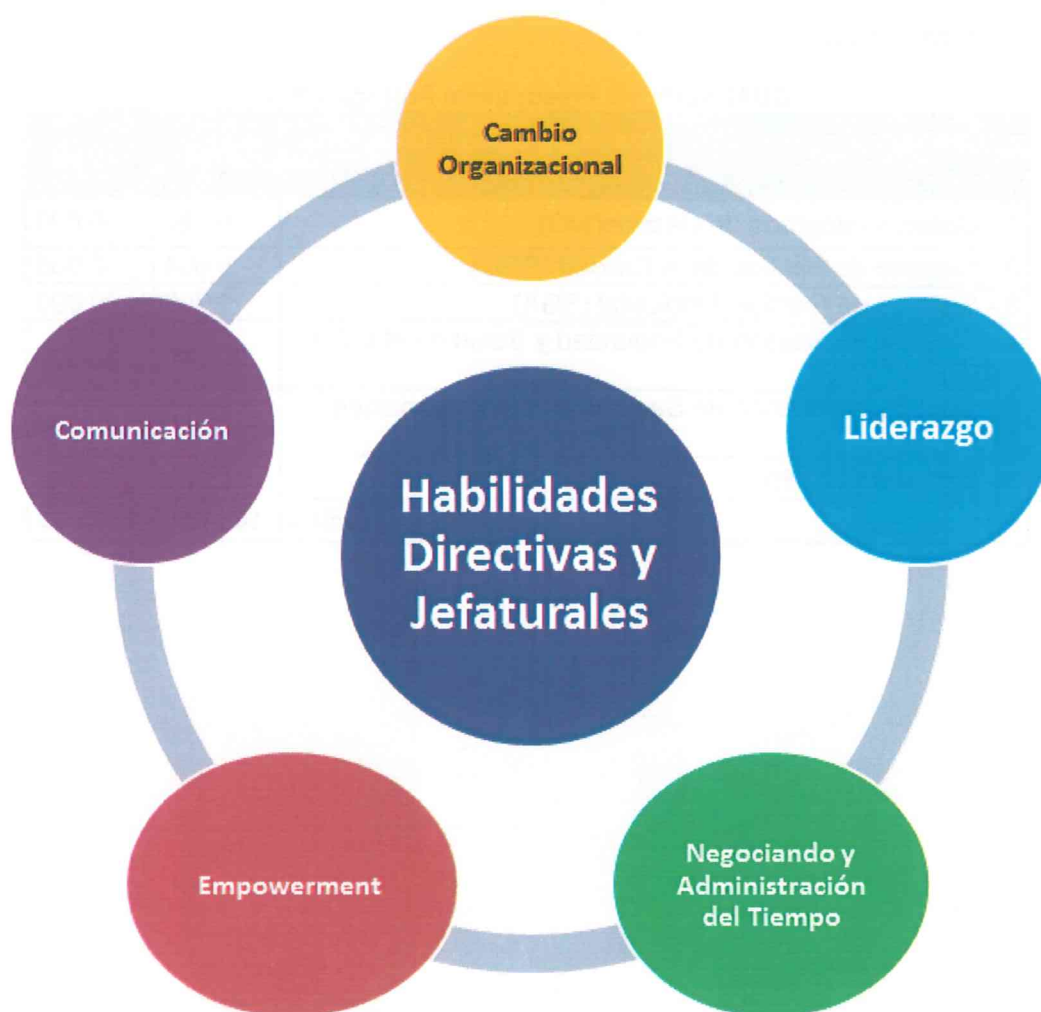 Cambio
Organizacional
Liderazgo
Comunicación
Habilidades
Directivas y
Jefaturales
Negociando y
Administración
del Tiempo
Empowerment